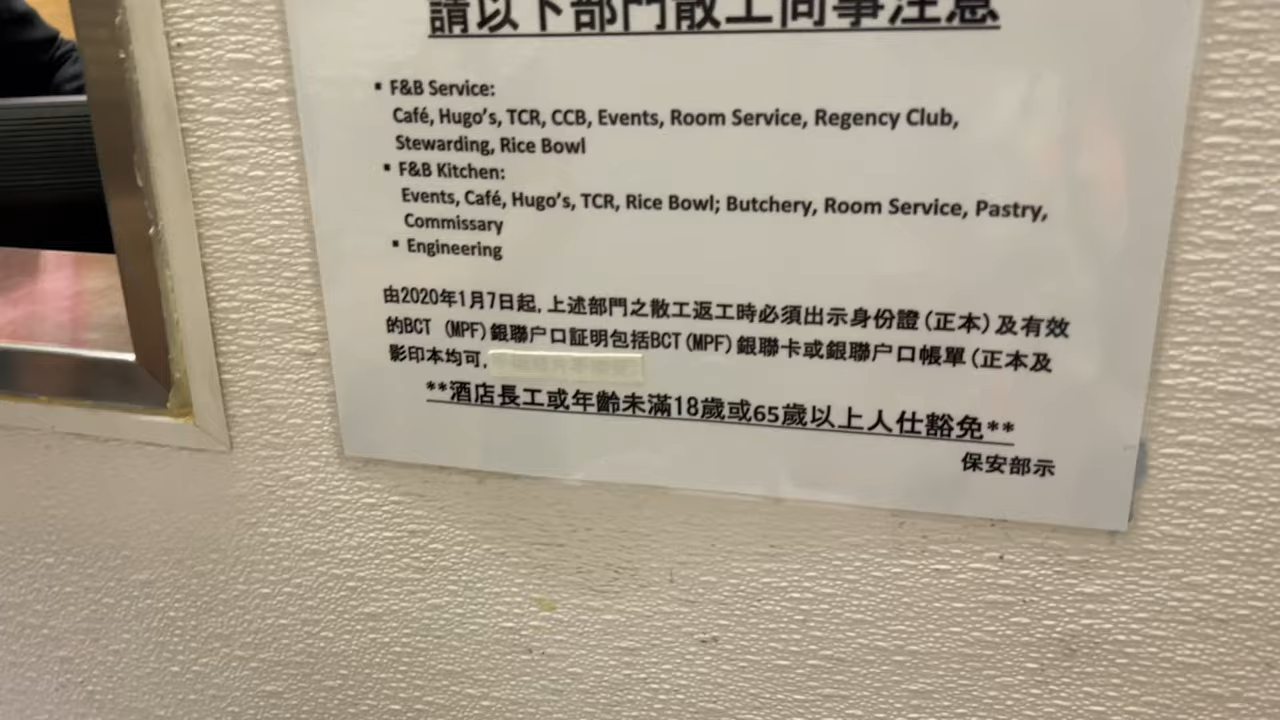 請以下部門散工同事注意
▪ F&B Service:
Café, Hugo's, TCR, CCB, Events, Room Service, Regency Club,
Stewarding, Rice Bowl
▪ F&B Kitchen:
Events, Café, Hugo's, TCR, Rice Bowl; Butchery, Room Service, Pastry,
Commissary
▪ Engineering
由2020年1月7日起, 上述部門之散工返工時必須出示身份證(正本)及有效
的BCT (MPF)銀聯户口証明包括BCT(MPF)銀聯卡或銀聯户口帳單(正本及
影印本均可,
**酒店長工或年齡未滿18歲或65歲以上人仕豁免**
保安部示